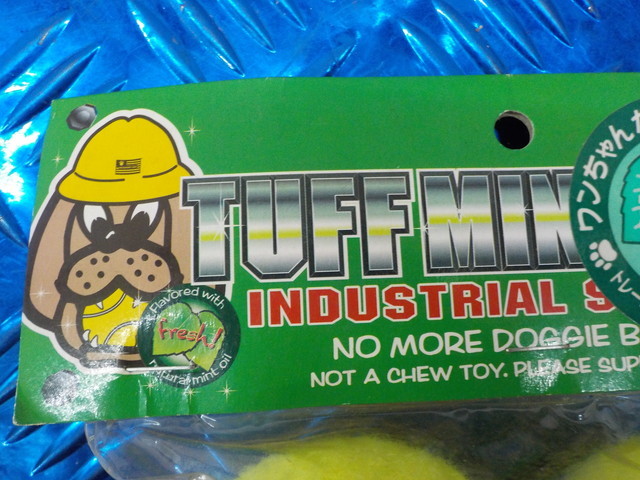 TUFF MIN
INDUSTRIAL S
NO MORE DOGGIE B
NOT A CHEW TOY. PLEASE SUP
Flavored with
fresh!
natural mint oil
ワンちゃんが
トレー